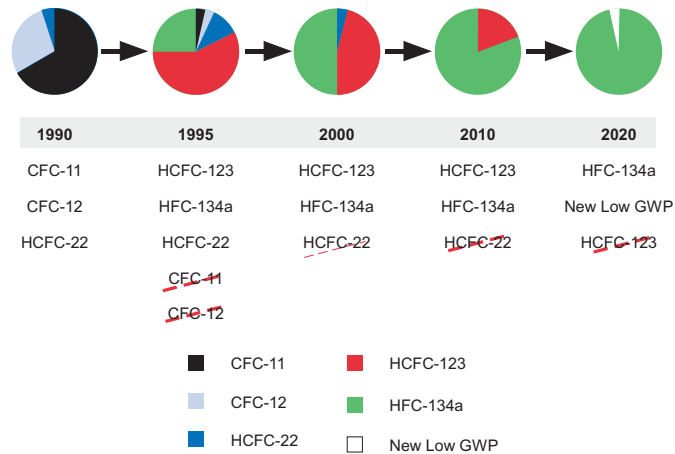 1990 1995 2000 2010 2020
CFC-11 HCFC-123 HCFC-123 HCFC-123 HFC-134a
CFC-12 HFC-134a HFC-134a HFC-134a New Low GWP
HCFC-22 HCFC-22 HCFC-22 HCFC-22 HCFC-123
CFC-11
CFC-12
CFC-11 HCFC-123
CFC-12 HFC-134a
HCFC-22 New Low GWP